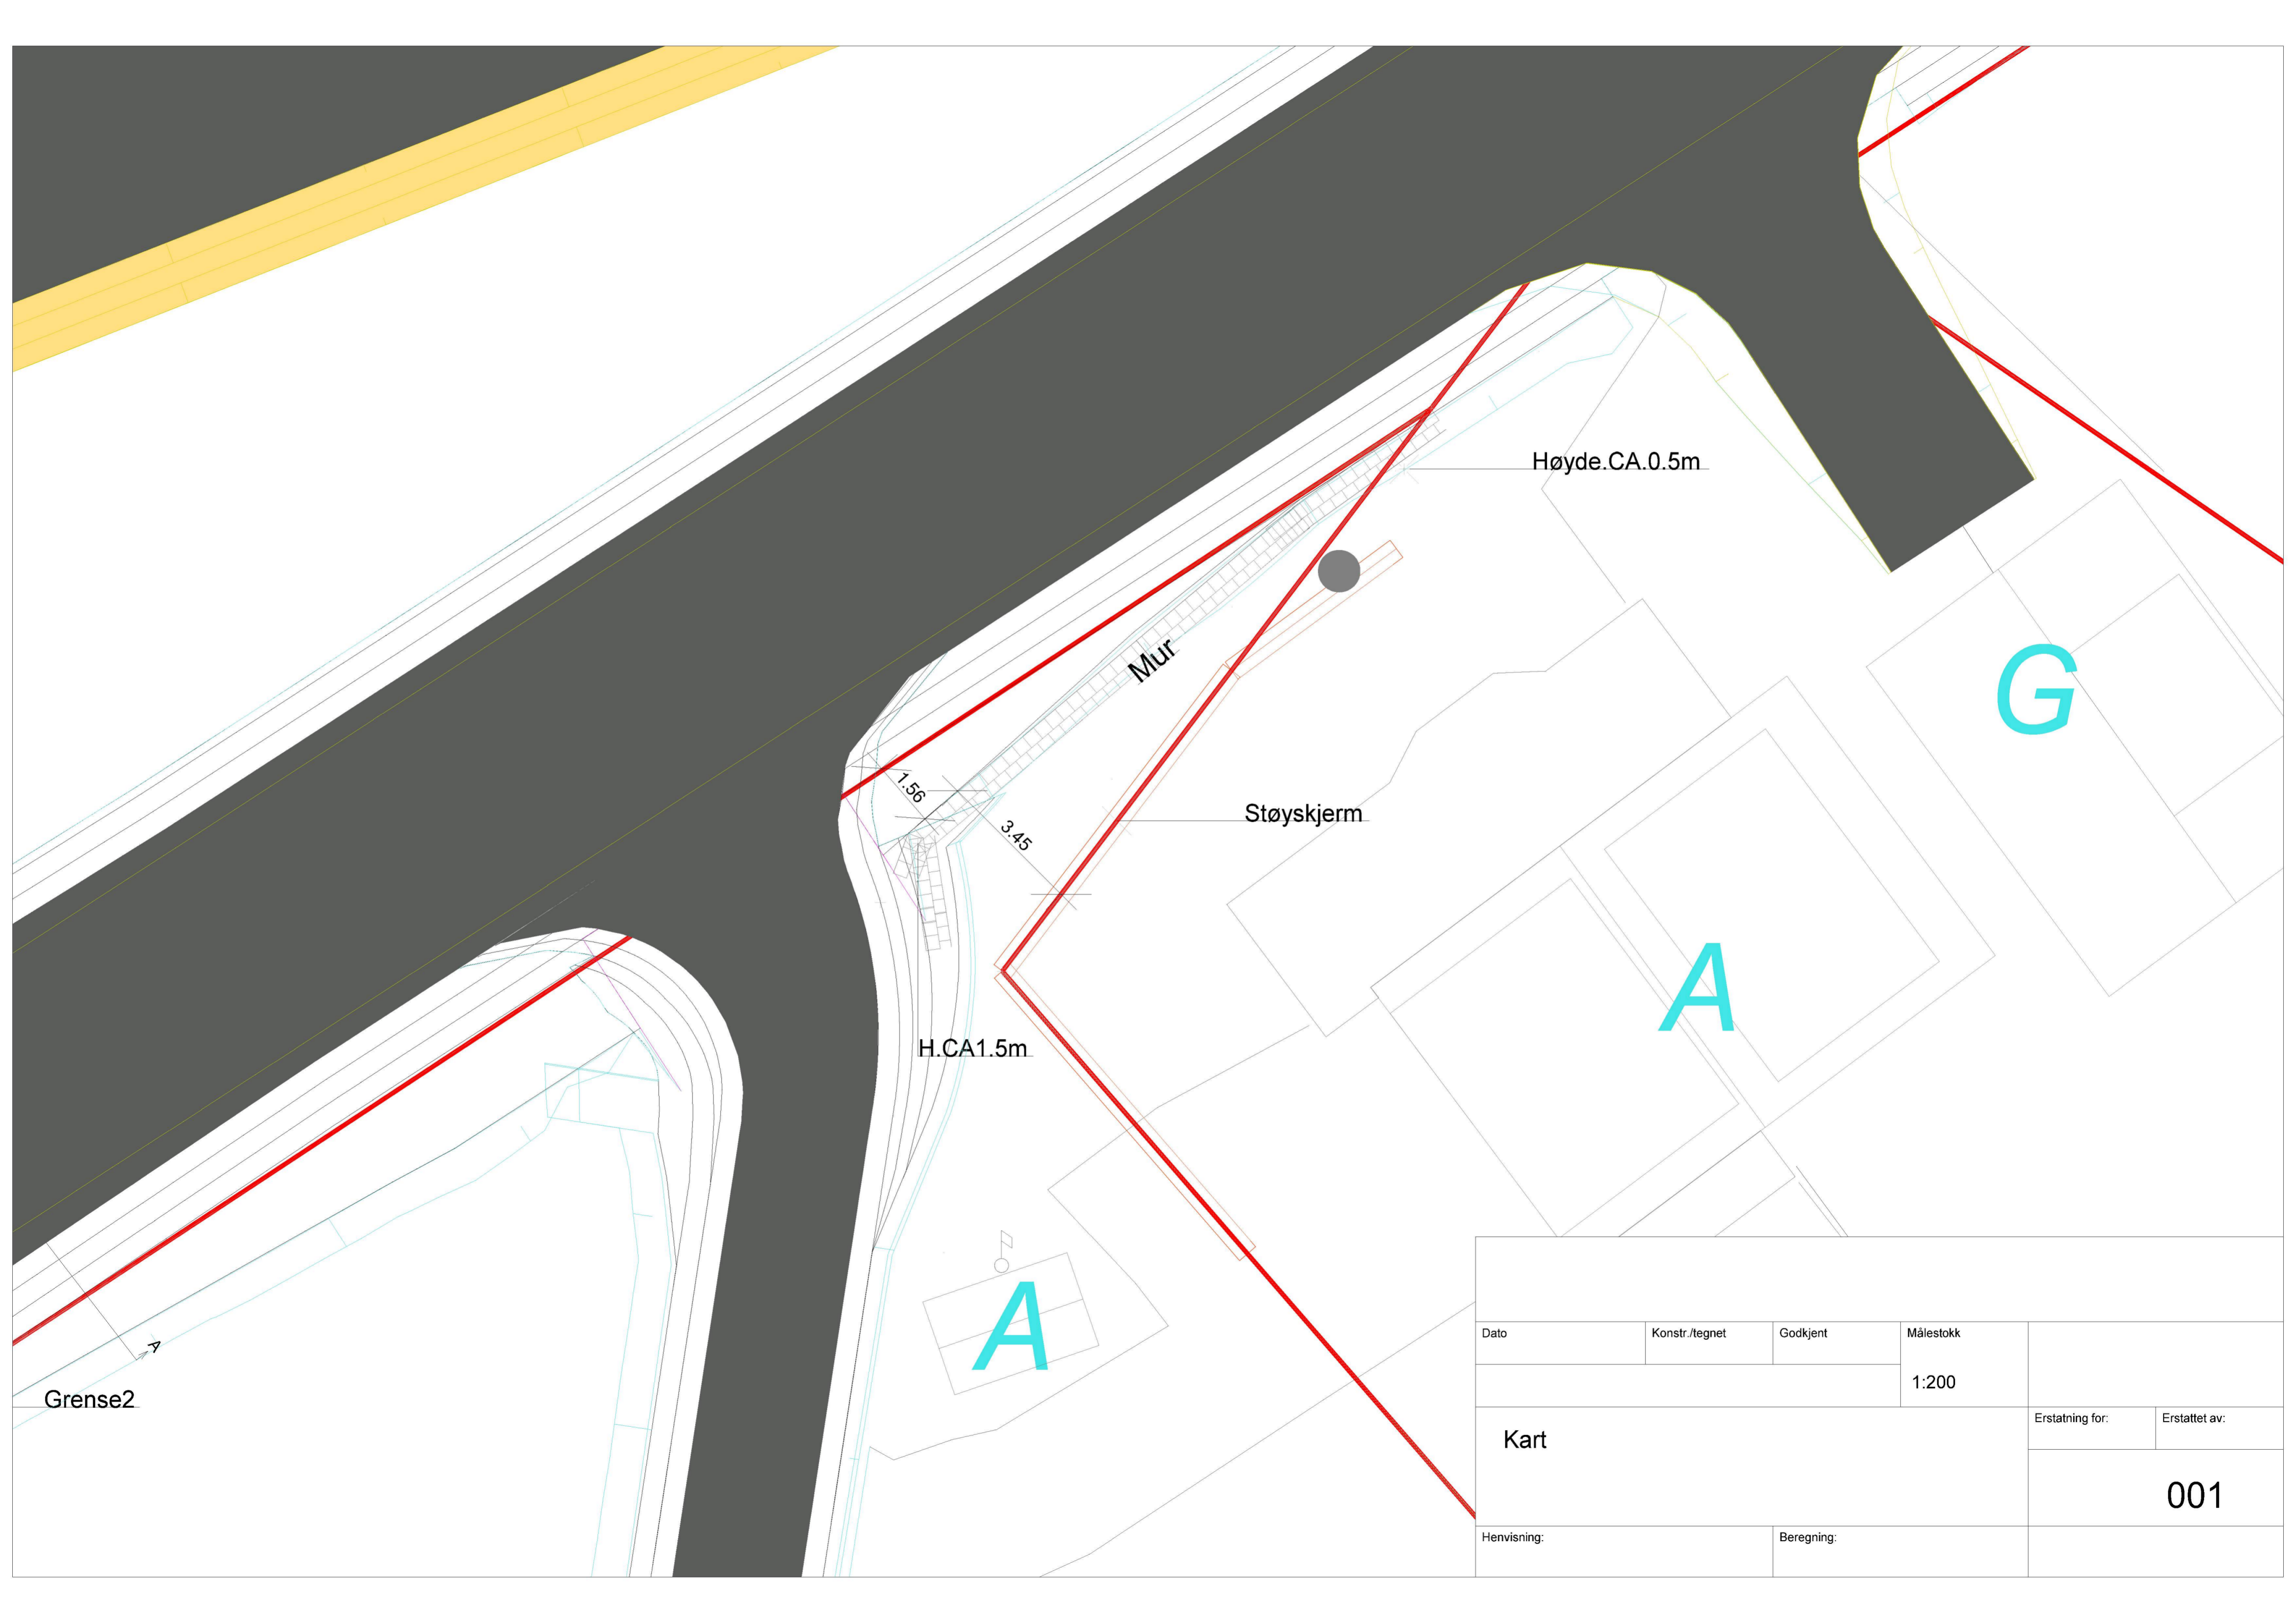 Høyde.CA.0.5m
Mur
G
1.56
Støyskjerm
3.45
A
H.CA1.5m
A
A
Grense2
Dato
Konstr./tegnet
Godkjent
Målestokk
1:200
Erstatning for:
Erstattet av:
Kart
001
Henvisning:
Beregning: